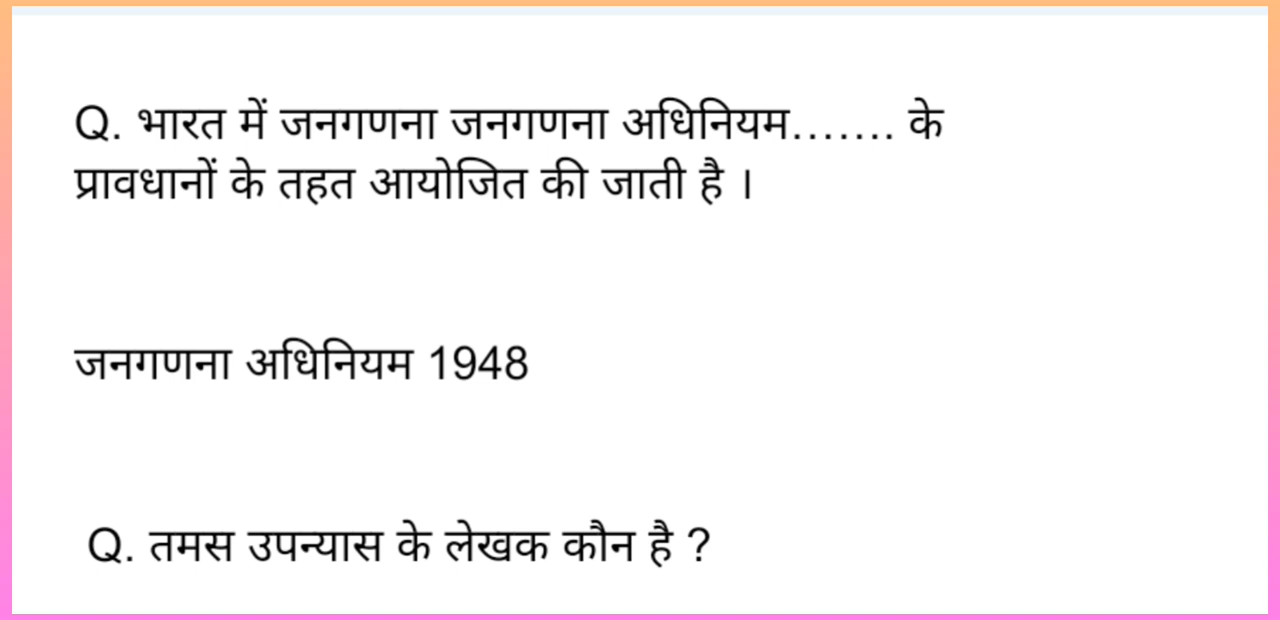 Q. भारत में जनगणना जनगणना अधिनियम....... के
प्रावधानों के तहत आयोजित की जाती है ।
जनगणना अधिनियम 1948
Q. तमस उपन्यास के लेखक कौन है ?